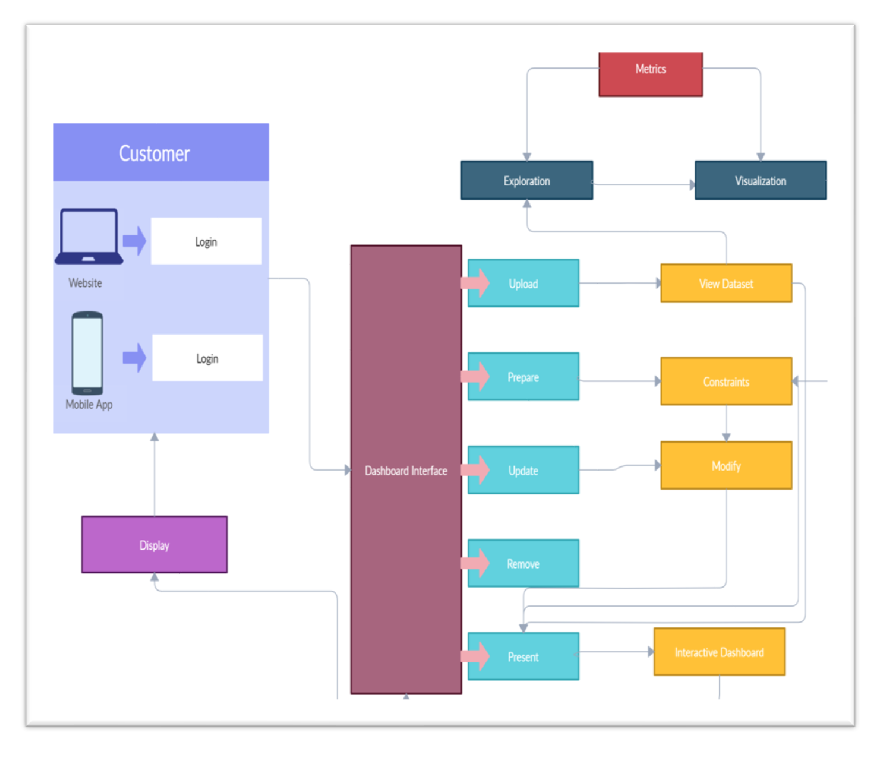 Metrics
Customer
Exploration
Visualization
Login
Website
Upload
View Dataset
Login
Mobile App
Prepare
Constraints
Dashboard Interface
Update
Modify
Display
Remove
Present
Interactive Dashboard